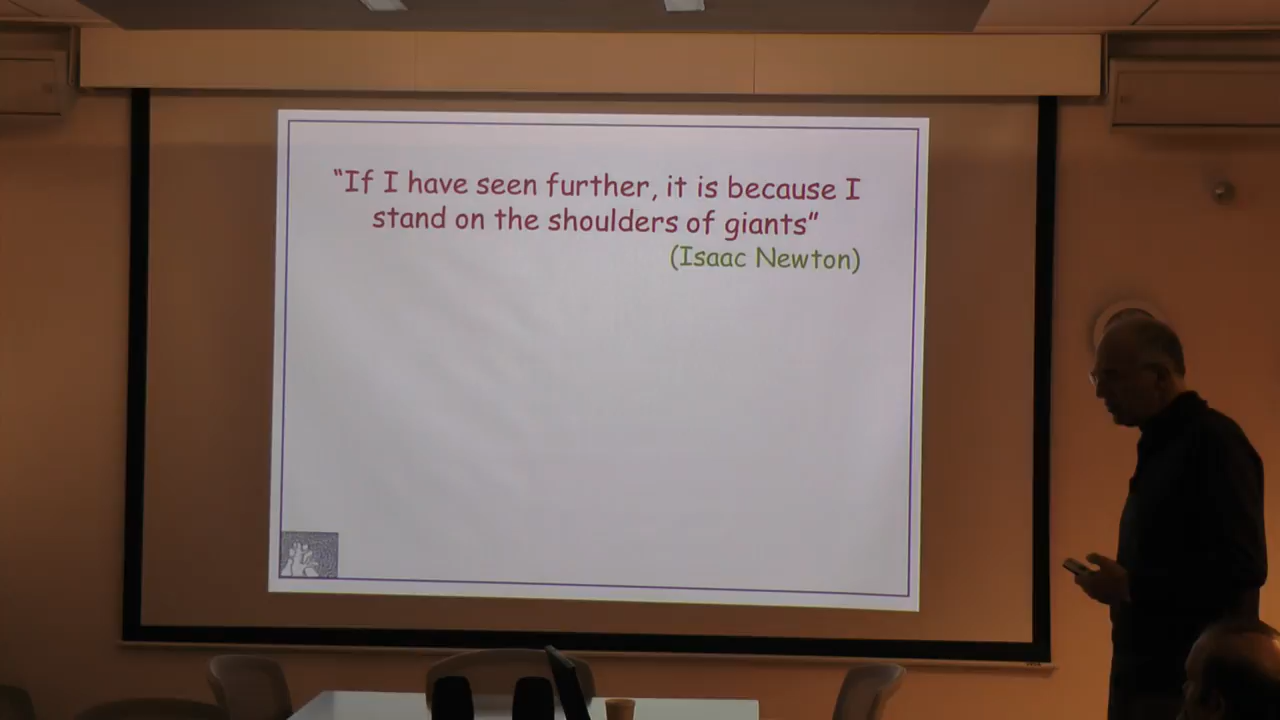 “If I have seen further, it is because I
stand on the shoulders of giants”
(Isaac Newton)